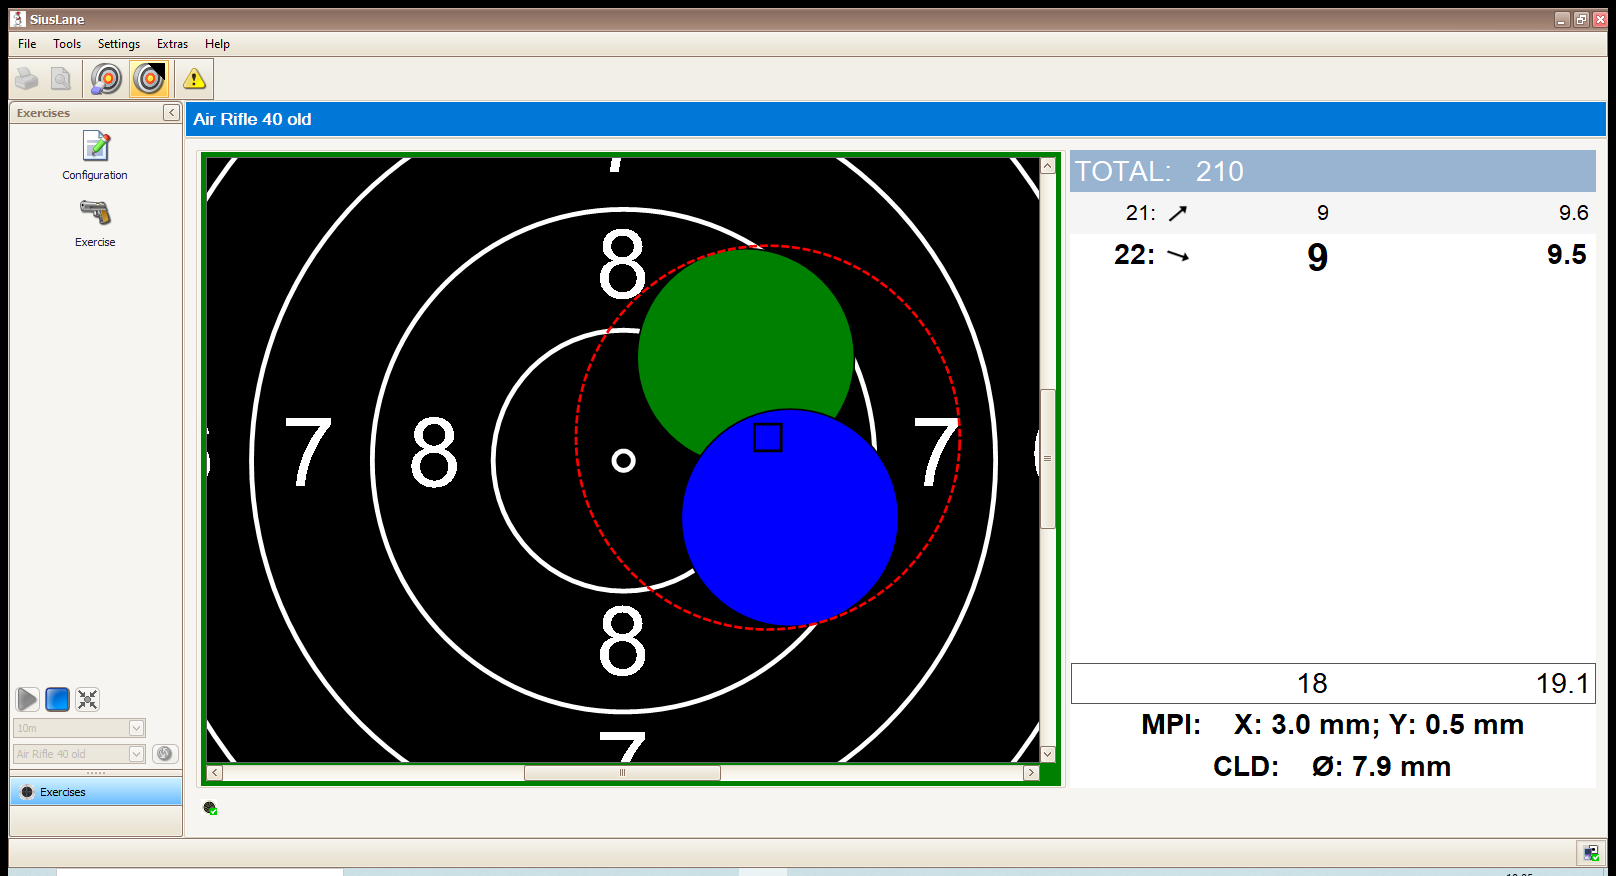 SiusLane
File Tools Settings Extras Help
Exercises
Configuration
Exercise
10m
Air Rifle 40 old
Exercises
Air Rifle 40 old
7
8
7 8 7
8
7
TOTAL: 210
21: 9 9.6
22: 9 9.5
18 19.1
MPI: X: 3.0 mm; Y: 0.5 mm
CLD: Ø: 7.9 mm